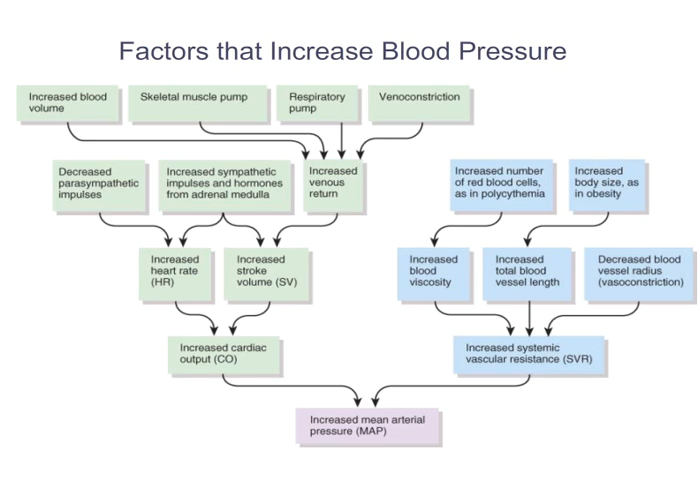 Factors that Increase Blood Pressure
Increased blood
volume
Skeletal muscle pump
Respiratory
pump
Venoconstriction
Decreased
parasympathetic
impulses
Increased sympathetic
impulses and hormones
from adrenal medulla
Increased
venous
return
Increased number
of red blood cells,
as in polycythemia
Increased
body size, as
in obesity
Increased
heart rate
(HR)
Increased
stroke
volume (SV)
Increased
blood
viscosity
Increased
total blood
vessel length
Decreased blood
vessel radius
(vasoconstriction)
Increased cardiac
output (CO)
Increased systemic
vascular resistance (SVR)
Increased mean arterial
pressure (MAP)